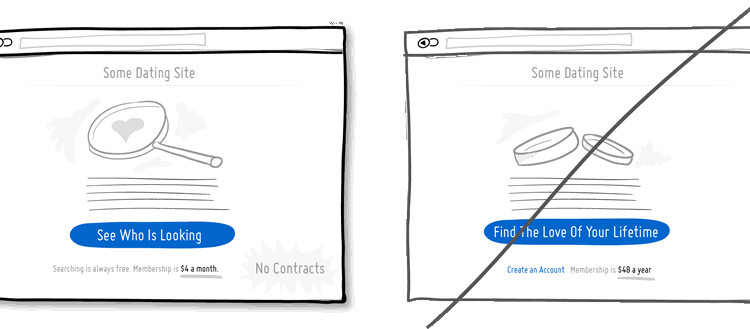 Some Dating Site
See Who Is Looking
Searching is always free. Membership is $4 a month.
No Contracts
Some Dating Site
Find The Love Of Your Lifetime
Create an Account Membership is $48 a year